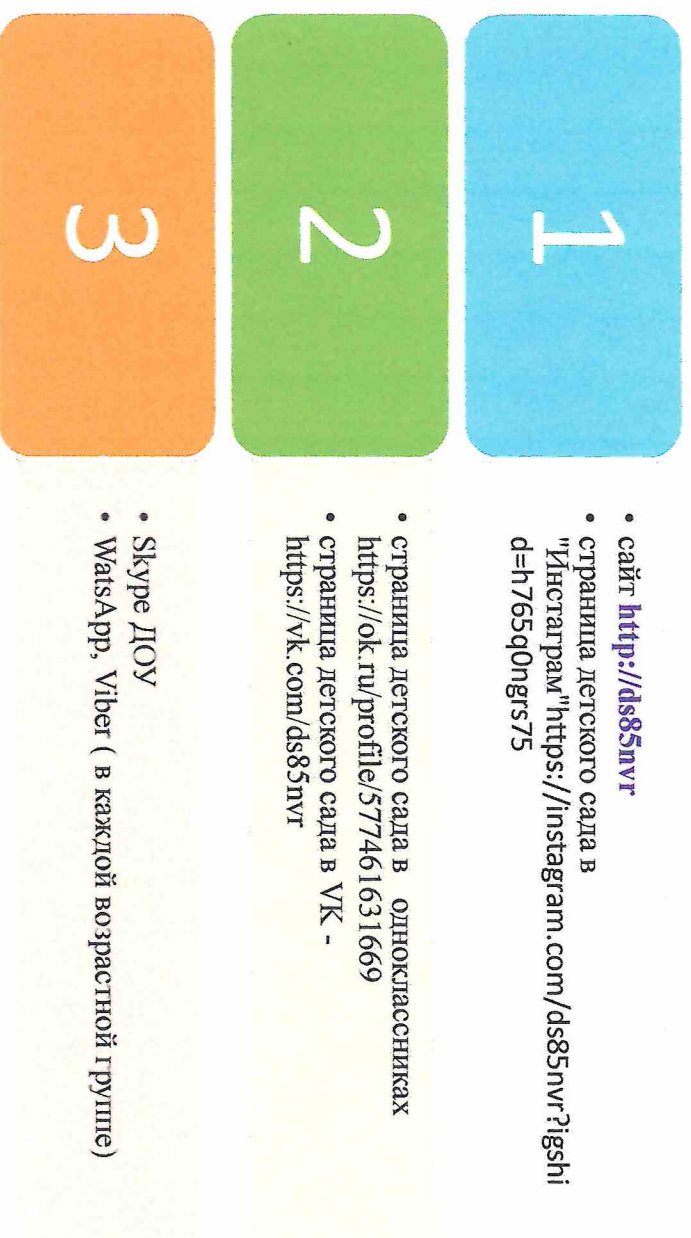 1
• сайт http://ds85nvr
• страница детского сада в
"Инстаграм"https://instagram.com/ds85nvr?igshi
d=h765q0ngrs75
2
• страница детского сада в одноклассниках
https://ok.ru/profile/577461631669
• страница детского сада в VK -
https://vk.com/ds85nvr
3
• Skype ДОУ
• WatsApp, Viber ( в каждой возрастной группе)